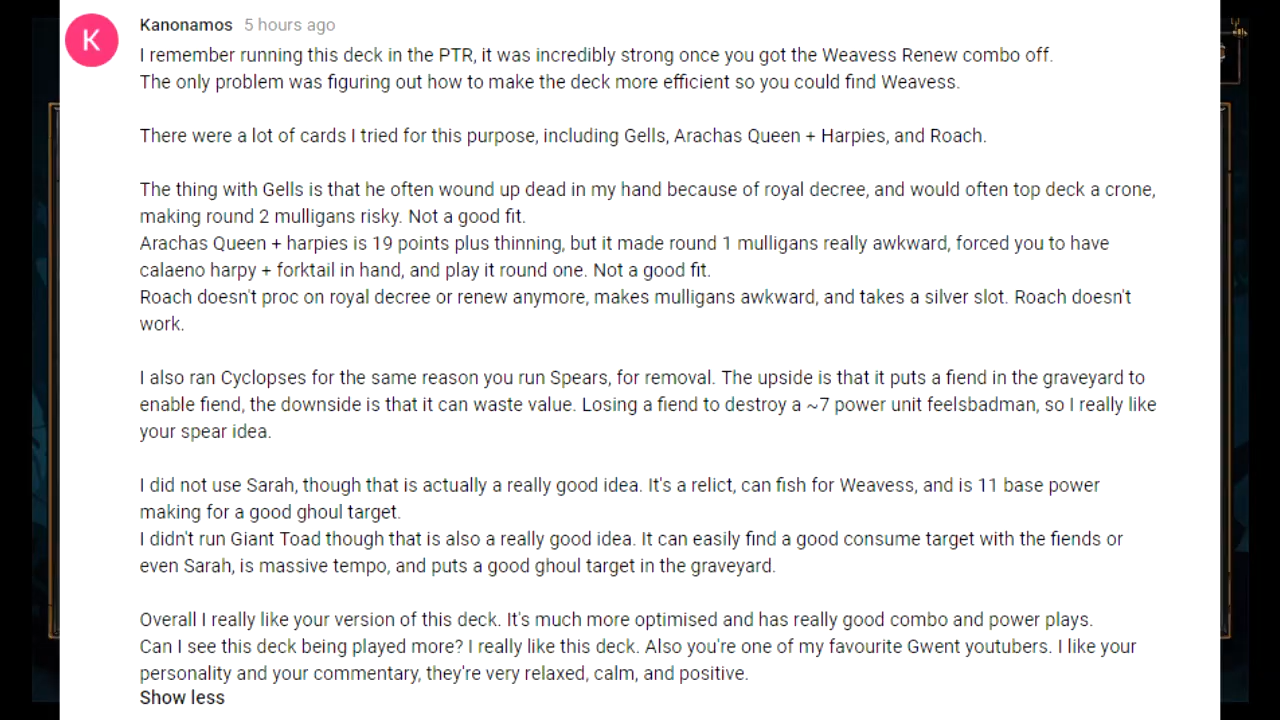 K
Kanonamos 5 hours ago
I remember running this deck in the PTR, it was incredibly strong once you got the Weavess Renew combo off.
The only problem was figuring out how to make the deck more efficient so you could find Weavess.
There were a lot of cards I tried for this purpose, including Gells, Arachas Queen + Harpies, and Roach.
The thing with Gells is that he often wound up dead in my hand because of royal decree, and would often top deck a crone,
making round 2 mulligans risky. Not a good fit.
Arachas Queen + harpies is 19 points plus thinning, but it made round 1 mulligans really awkward, forced you to have
calaeno harpy + forktail in hand, and play it round one. Not a good fit.
Roach doesn't proc on royal decree or renew anymore, makes mulligans awkward, and takes a silver slot. Roach doesn't
work.
I also ran Cyclopses for the same reason you run Spears, for removal. The upside is that it puts a fiend in the graveyard to
enable fiend, the downside is that it can waste value. Losing a fiend to destroy a ~7 power unit feelsbadman, so I really like
your spear idea.
I did not use Sarah, though that is actually a really good idea. It's a relict, can fish for Weavess, and is 11 base power
making for a good ghoul target.
I didn't run Giant Toad though that is also a really good idea. It can easily find a good consume target with the fiends or
even Sarah, is massive tempo, and puts a good ghoul target in the graveyard.
Overall I really like your version of this deck. It's much more optimised and has really good combo and power plays.
Can I see this deck being played more? I really like this deck. Also you're one of my favourite Gwent youtubers. I like your
personality and your commentary, they're very relaxed, calm, and positive.
Show less